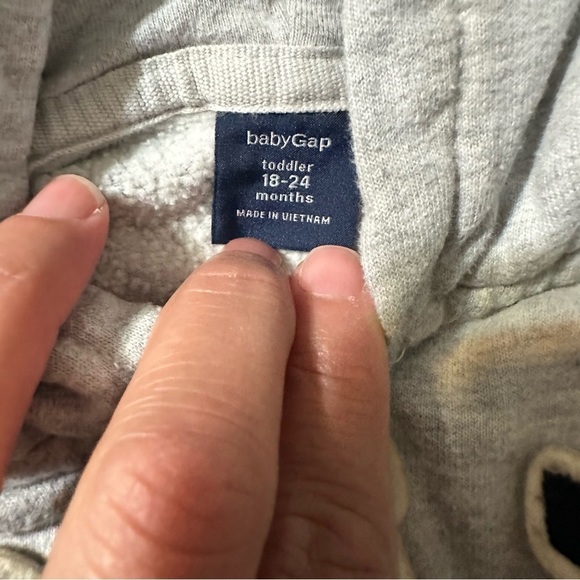 babyGap
toddler
18-24
months
MADE IN VIETNAM